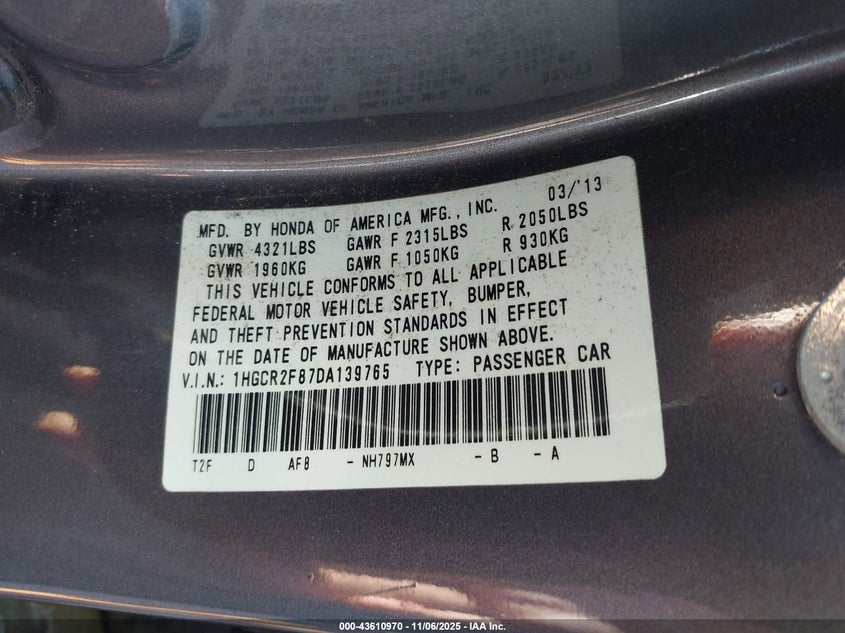 03/'13
MFD. BY HONDA OF AMERICA MFG., INC.
GVWR 4321LBS GAWR F 2315LBS R 2050LBS
GVWR 1960KG GAWR F 1050KG R 930KG
THIS VEHICLE CONFORMS TO ALL APPLICABLE
FEDERAL MOTOR VEHICLE SAFETY, BUMPER,
AND THEFT PREVENTION STANDARDS IN EFFECT
ON THE DATE OF MANUFACTURE SHOWN ABOVE.
V.I.N.: 1HGCR2F87DA139765 TYPE: PASSENGER CAR
T2F D AF8 - NH797MX - B - A
000-43610970 - 11/06/2025 - IAA Inc.